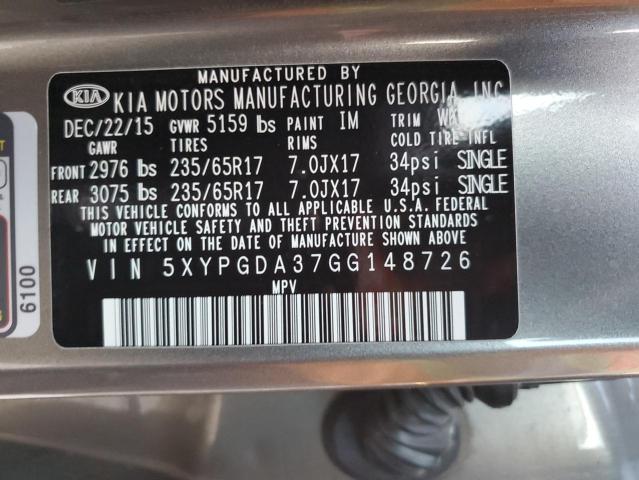 MANUFACTURED BY
KIA KIA MOTORS MANUFACTURING GEORGIA, INC
DEC/22/15 GVWR 5159 lbs PAINT IM TRIM
GAWR TIRES RIMS COLD TIRE INFL
FRONT 2976 lbs 235/65R17 7.0JX17 34psi SINGLE
REAR 3075 lbs 235/65R17 7.0JX17 34psi SINGLE
THIS VEHICLE CONFORMS TO ALL APPLICABLE U.S.A. FEDERAL
MOTOR VEHICLE SAFETY AND THEFT PREVENTION STANDARDS
IN EFFECT ON THE DATE OF MANUFACTURE SHOWN ABOVE.
VIN 5XYPGDA37GG148726
MPV
6100